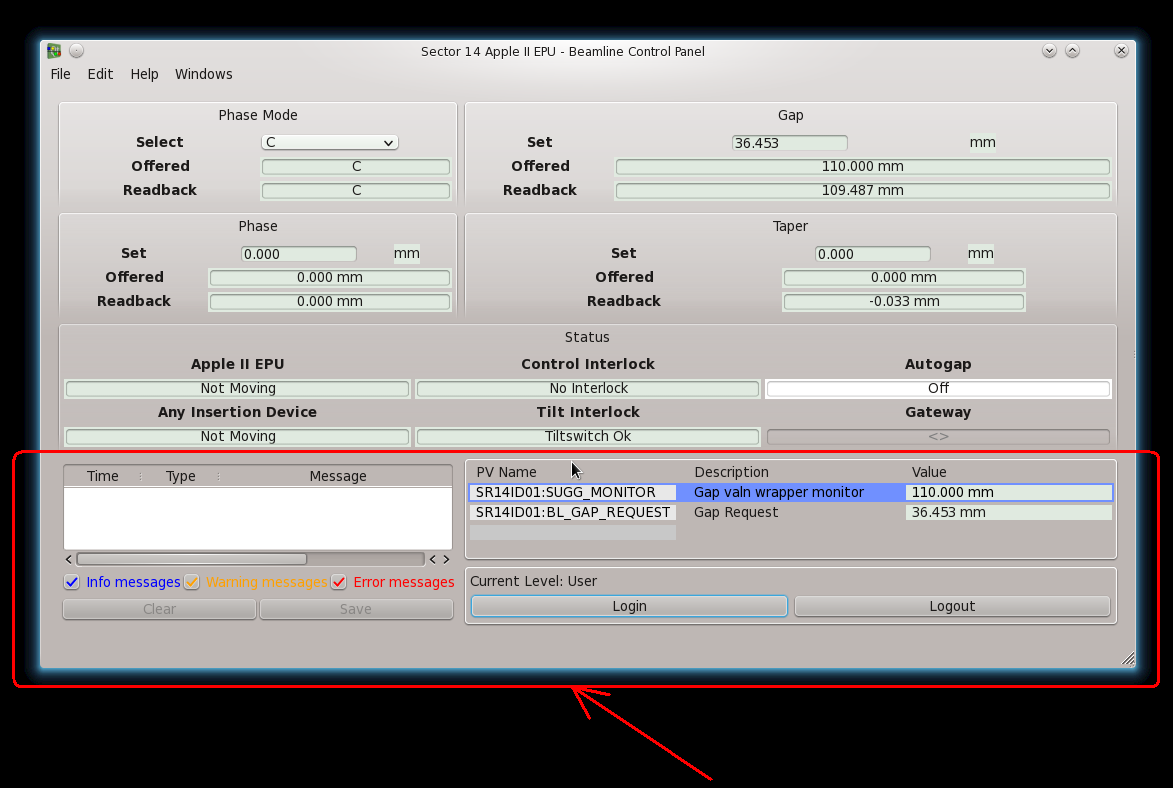 Sector 14 Apple II EPU - Beamline Control Panel
File Edit Help Windows
Phase Mode
Select C
Offered C
Readback C
Gap
Set 36.453 mm
Offered 110.000 mm
Readback 109.487 mm
Phase
Set 0.000 mm
Offered 0.000 mm
Readback 0.000 mm
Taper
Set 0.000 mm
Offered 0.000 mm
Readback -0.033 mm
Status
Apple II EPU Control Interlock Autogap
Not Moving No Interlock Off
Any Insertion Device Tilt Interlock Gateway
Not Moving Tiltswitch Ok <>
Time Type Message
Info messages Warning messages Error messages
Clear Save
PV Name Description Value
SR14ID01:SUGG_MONITOR Gap valn wrapper monitor 110.000 mm
SR14ID01:BL_GAP_REQUEST Gap Request 36.453 mm
Current Level: User
Login Logout